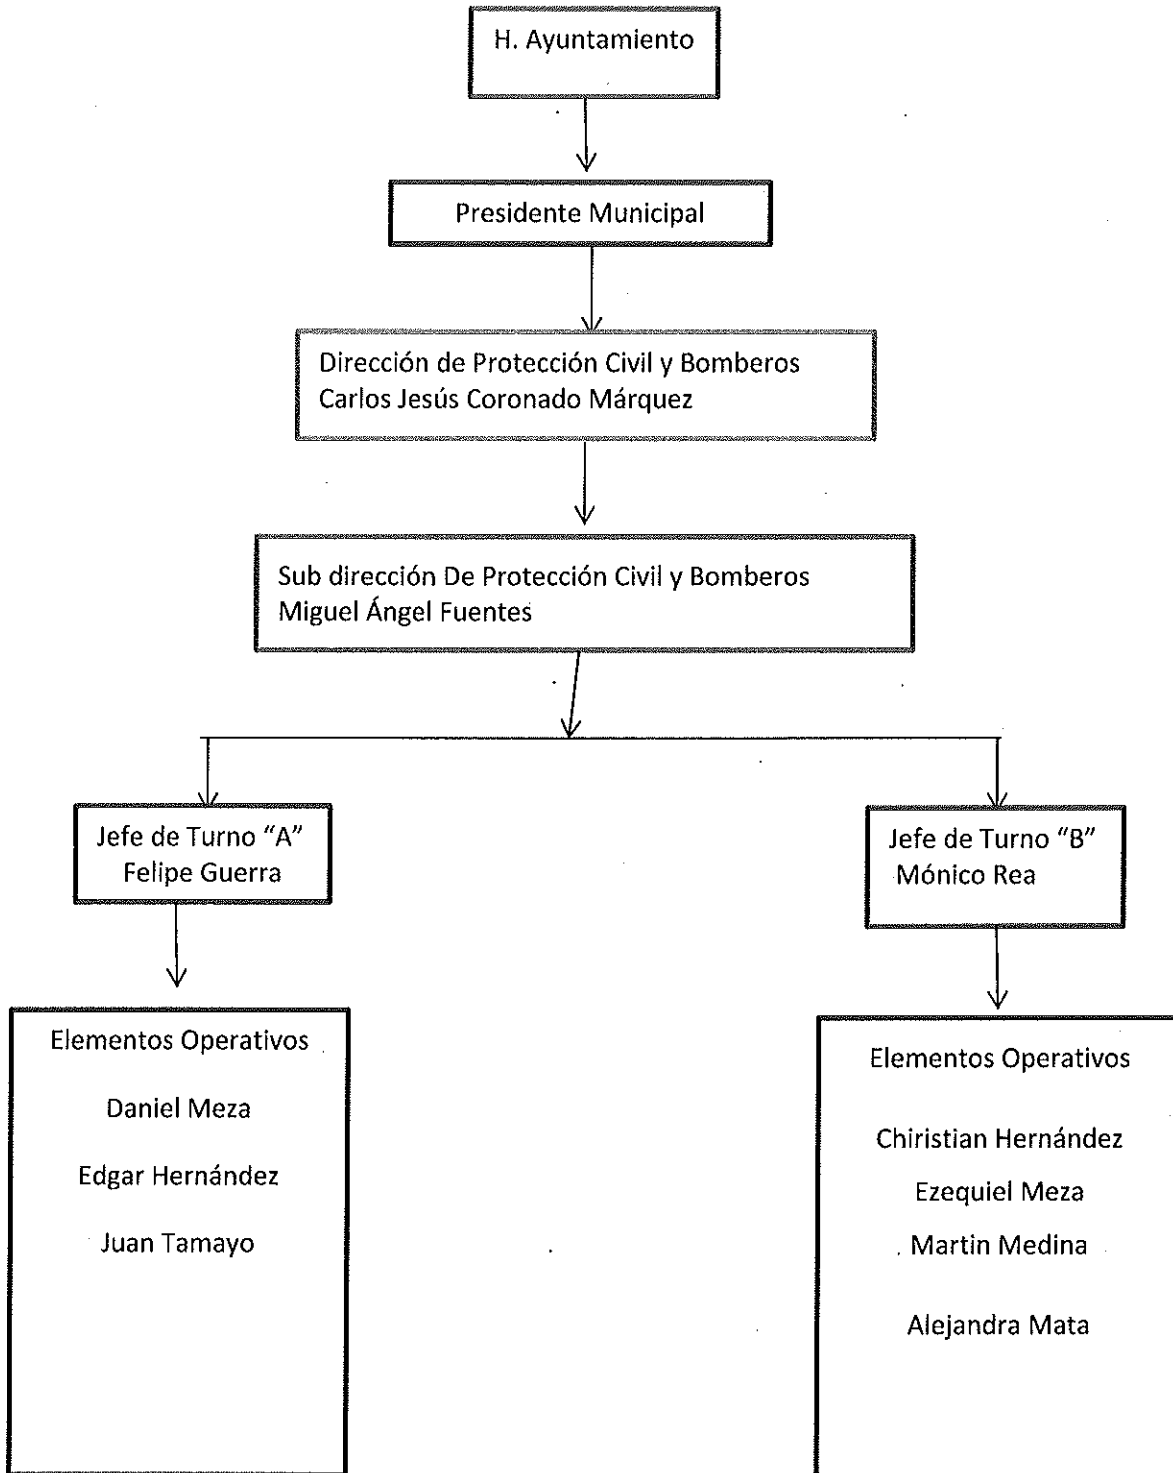 H. Ayuntamiento
Presidente Municipal
Dirección de Protección Civil y Bomberos
Carlos Jesús Coronado Márquez
Sub dirección De Protección Civil y Bomberos
Miguel Ángel Fuentes
Jefe de Turno “A”
Felipe Guerra
Jefe de Turno “B”
Mónico Rea
Elementos Operativos
Daniel Meza
Edgar Hernández
Juan Tamayo
Elementos Operativos
Chiristian Hernández
Ezequiel Meza
Martin Medina
Alejandra Mata